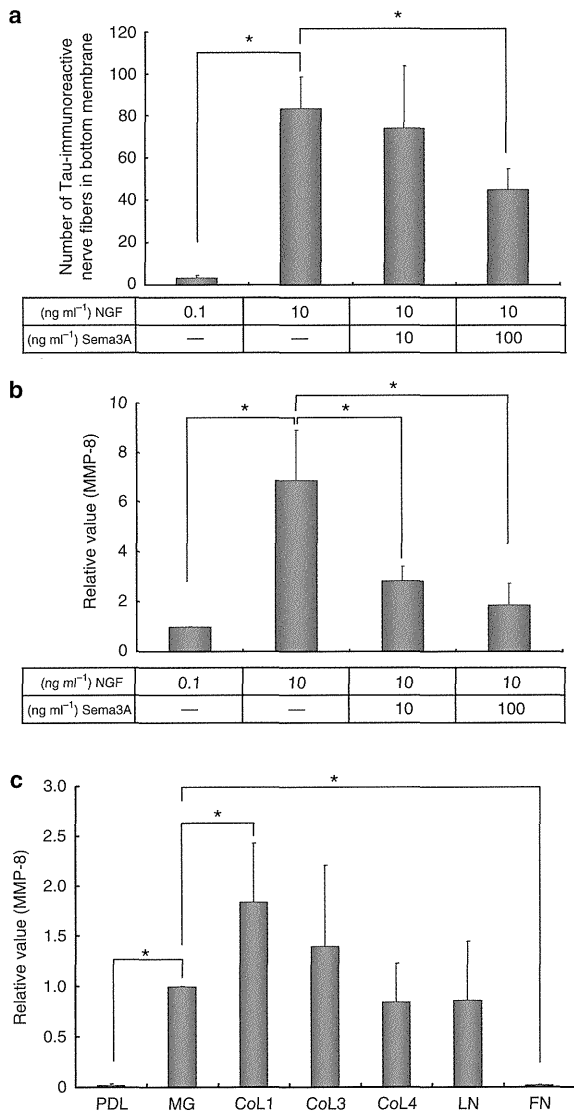 a
Number of Tau-immunoreactive
nerve fibers in bottom membrane
120
100
80
60
40
20
0
*
*
(ng ml⁻¹) NGF 0.1 10 10 10
(ng ml⁻¹) Sema3A — — 10 100
b
Relative value (MMP-8)
10
8
6
4
2
0
*
*
*
(ng ml⁻¹) NGF 0.1 10 10 10
(ng ml⁻¹) Sema3A — — 10 100
c
Relative value (MMP-8)
3.0
2.5
2.0
1.5
1.0
0.5
0
*
*
*
PDL MG CoL1 CoL3 CoL4 LN FN